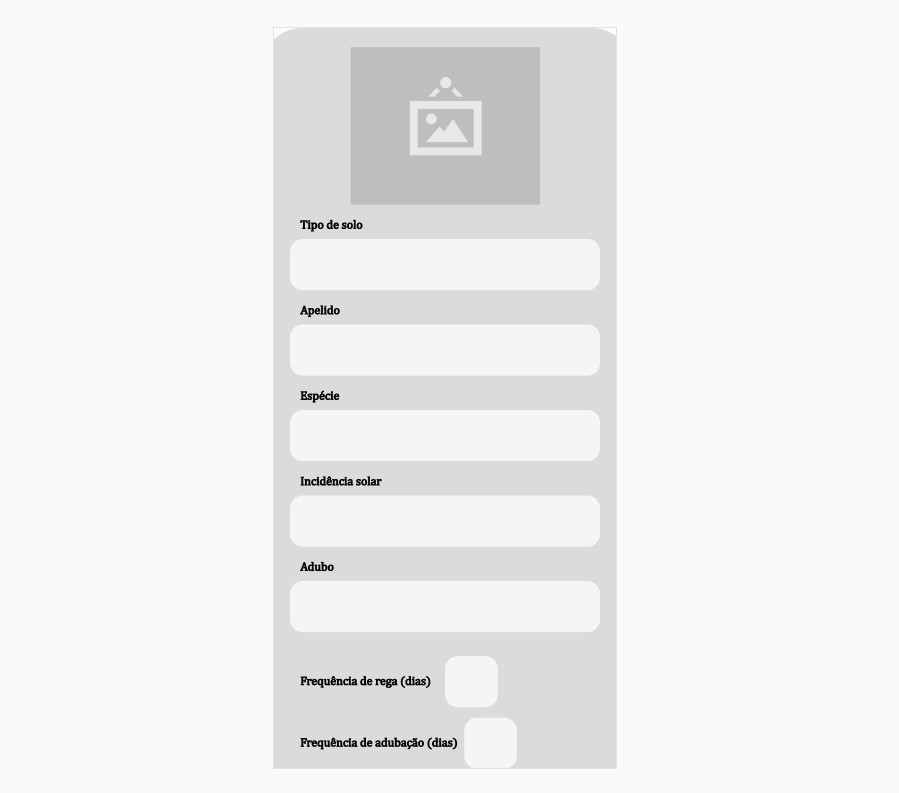 Tipo de solo
Apelido
Espécie
Incidência solar
Adubo
Frequência de rega (dias)
Frequência de adubação (dias)